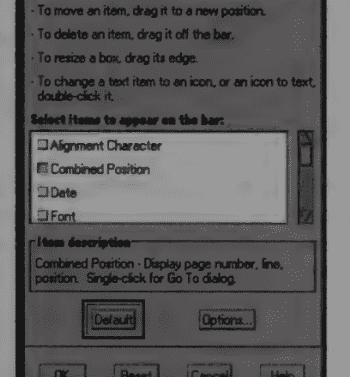 · To move an item, drag it to a new position.
· To delete an item, drag it off the bar.
· To resize a box, drag its edge.
· To change a text item to an icon, or an icon to text,
double-click it.
Select items to appear on the bar:
Alignment Character
Combined Position
Date
Font
Item description
Combined Position - Display page number, line,
position. Single-click for Go To dialog.
Default
Options...
OK
Reset
Cancel
Help